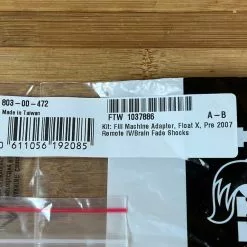 803-00-472
Made in Taiwan
FTW 1037886
A-B
Kit: Fill Machine Adapter, Float X, Pre 2007
Remote IV/Brain Fade Shocks
0 611056 192085